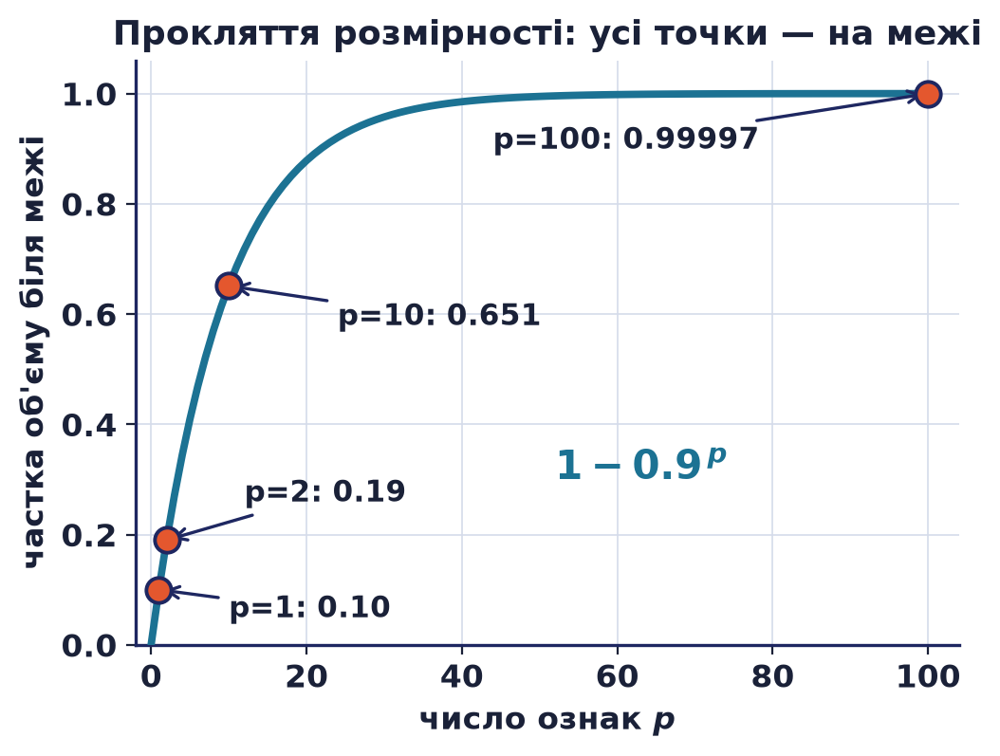 Прокляття розмірності: усі точки — на межі
частка об'єму біля межі
1.0
0.8
0.6
0.4
0.2
0.0
p=100: 0.99997
p=10: 0.651
1 − 0.9^p
p=2: 0.19
p=1: 0.10
0 20 40 60 80 100
число ознак p